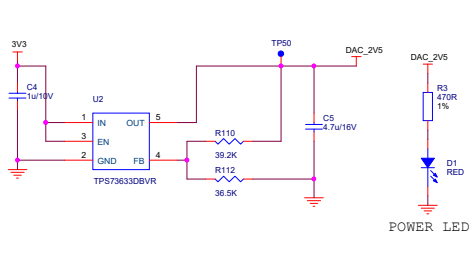 TP50
3V3
DAC_2V5
DAC_2V5
C4
1u/10V
U2
R3
470R
1%
1
IN
OUT
5
C5
4.7u/16V
3
EN
R110
2
GND
FB
4
39.2K
D1
RED
R112
TPS73633DBVR
36.5K
POWER LED